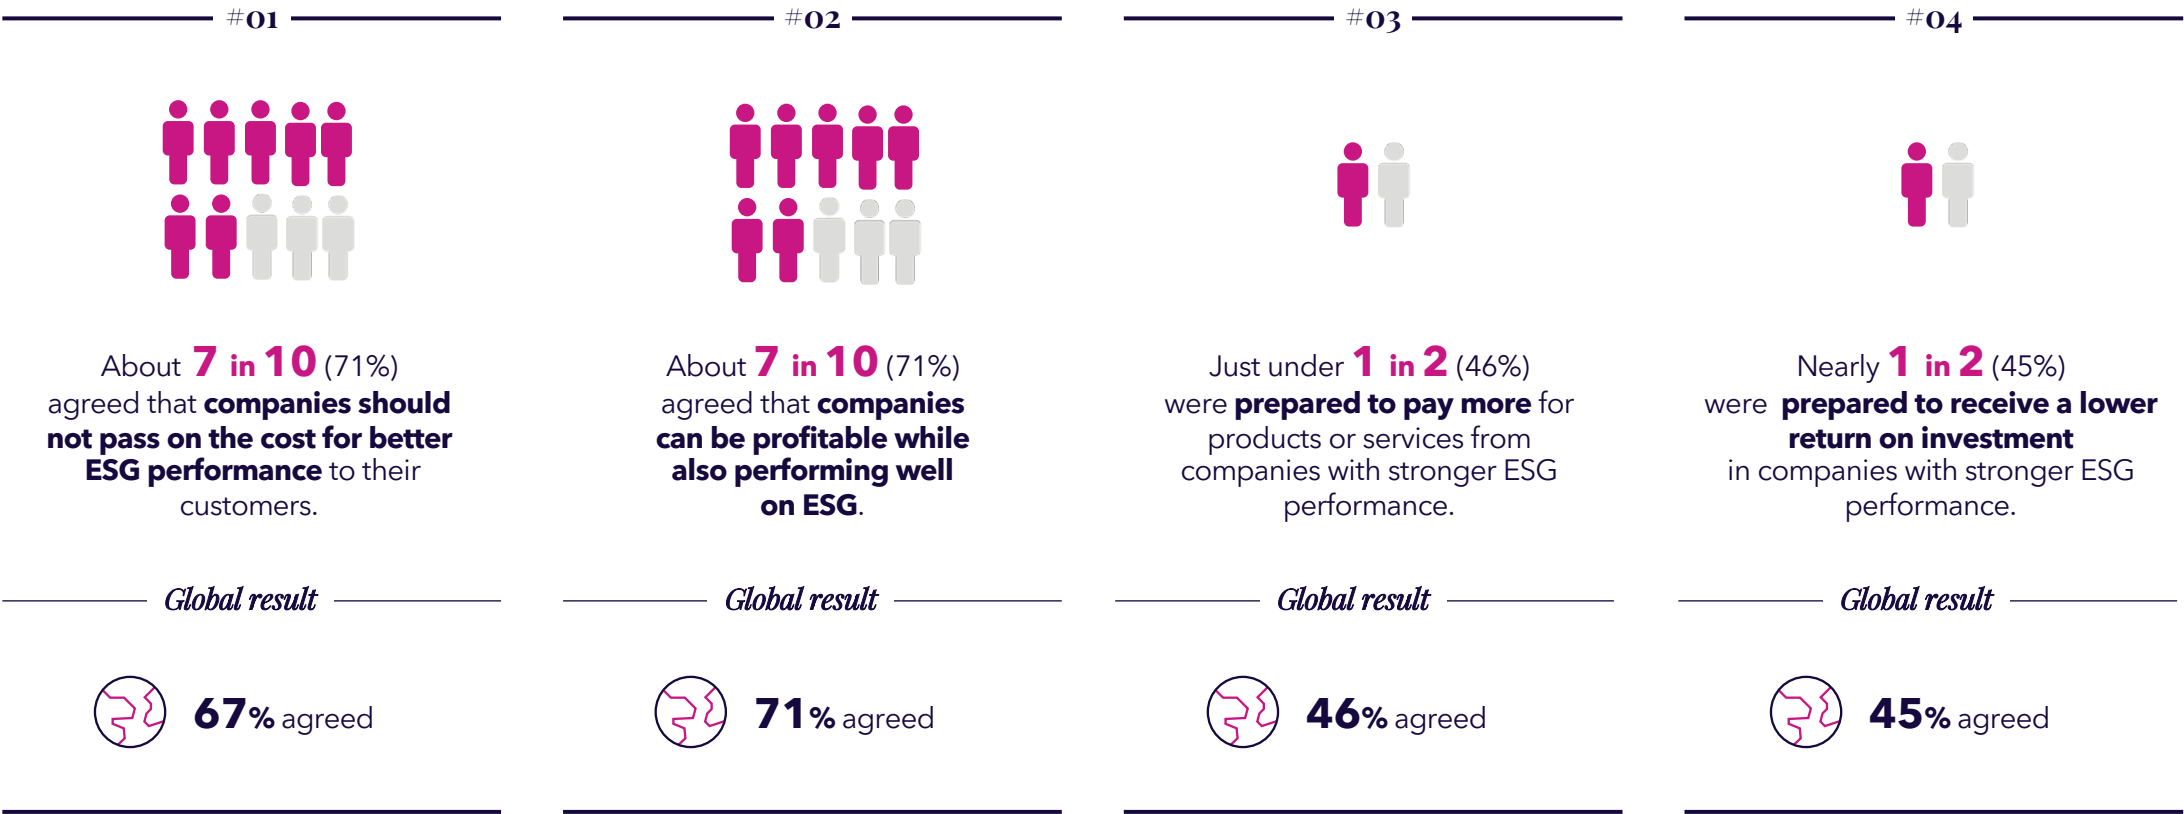 #01
About 7 in 10 (71%)
agreed that companies should
not pass on the cost for better
ESG performance to their
customers.
Global result
67% agreed
#02
About 7 in 10 (71%)
agreed that companies
can be profitable while
also performing well
on ESG.
Global result
71% agreed
#03
Just under 1 in 2 (46%)
were prepared to pay more for
products or services from
companies with stronger ESG
performance.
Global result
46% agreed
#04
Nearly 1 in 2 (45%)
were prepared to receive a lower
return on investment
in companies with stronger ESG
performance.
Global result
45% agreed